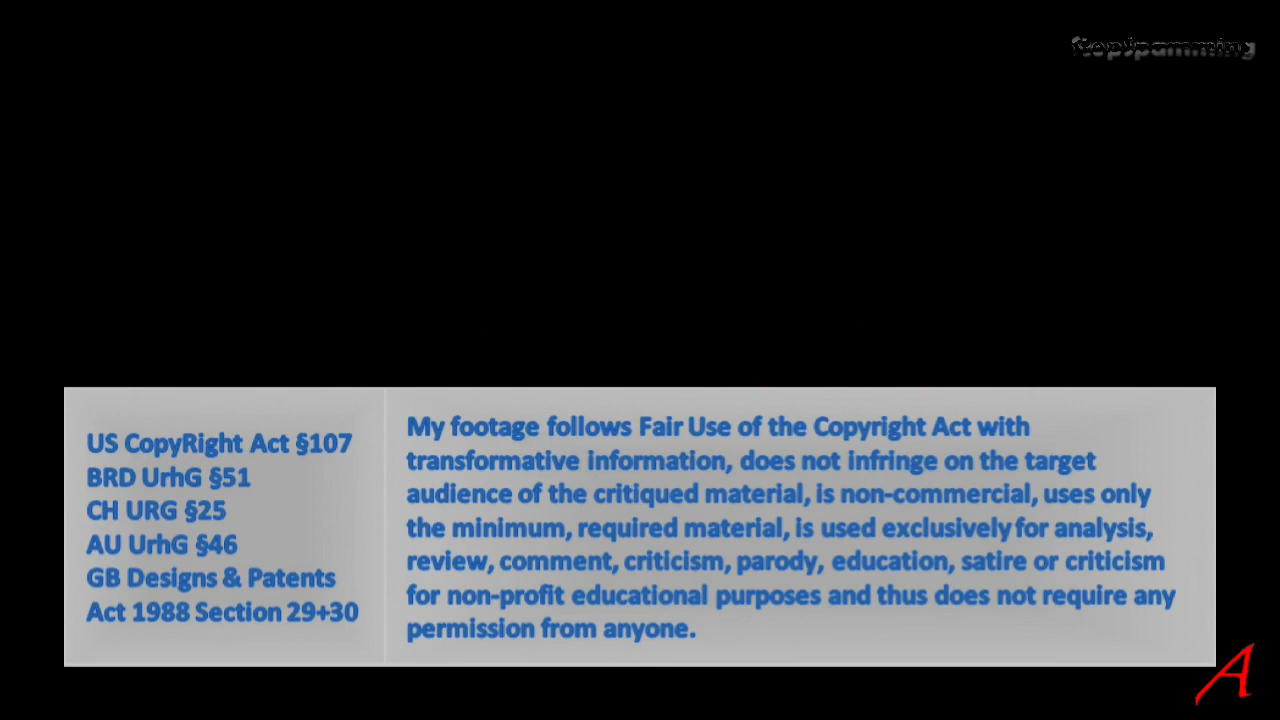 StopSpamming
US CopyRight Act §107
BRD UrhG §51
CH URG §25
AU UrhG §46
GB Designs & Patents
Act 1988 Section 29+30
My footage follows Fair Use of the Copyright Act with
transformative information, does not infringe on the target
audience of the critiqued material, is non-commercial, uses only
the minimum, required material, is used exclusively for analysis,
review, comment, criticism, parody, education, satire or criticism
for non-profit educational purposes and thus does not require any
permission from anyone.
A